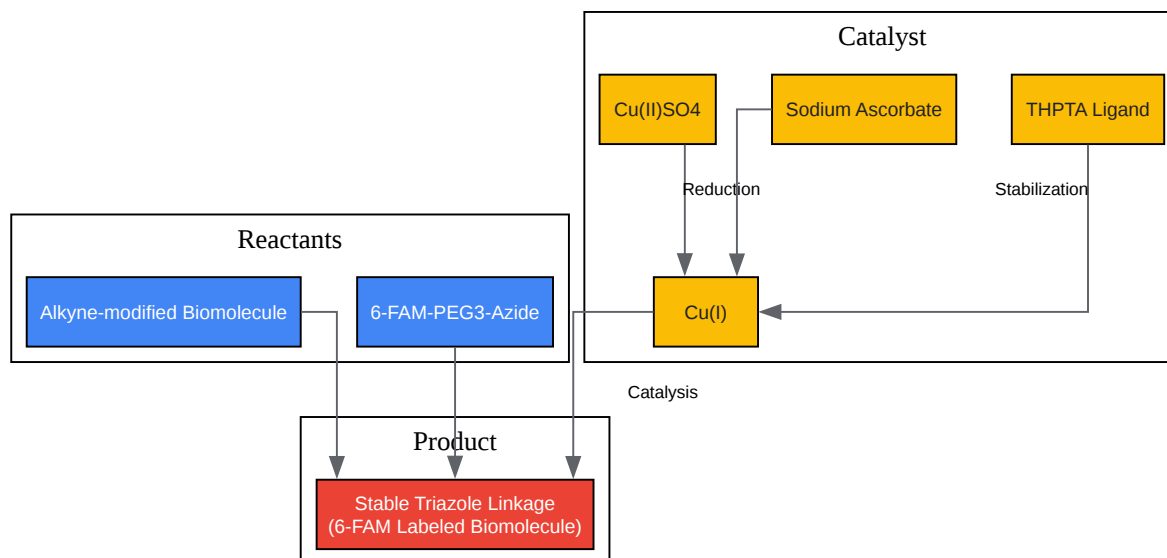 Catalyst
Cu(II)SO4
Sodium Ascorbate
THPTA Ligand
Reduction
Stabilization
Reactants
Alkyne-modified Biomolecule
6-FAM-PEG3-Azide
Cu(I)
Catalysis
Product
Stable Triazole Linkage
(6-FAM Labeled Biomolecule)